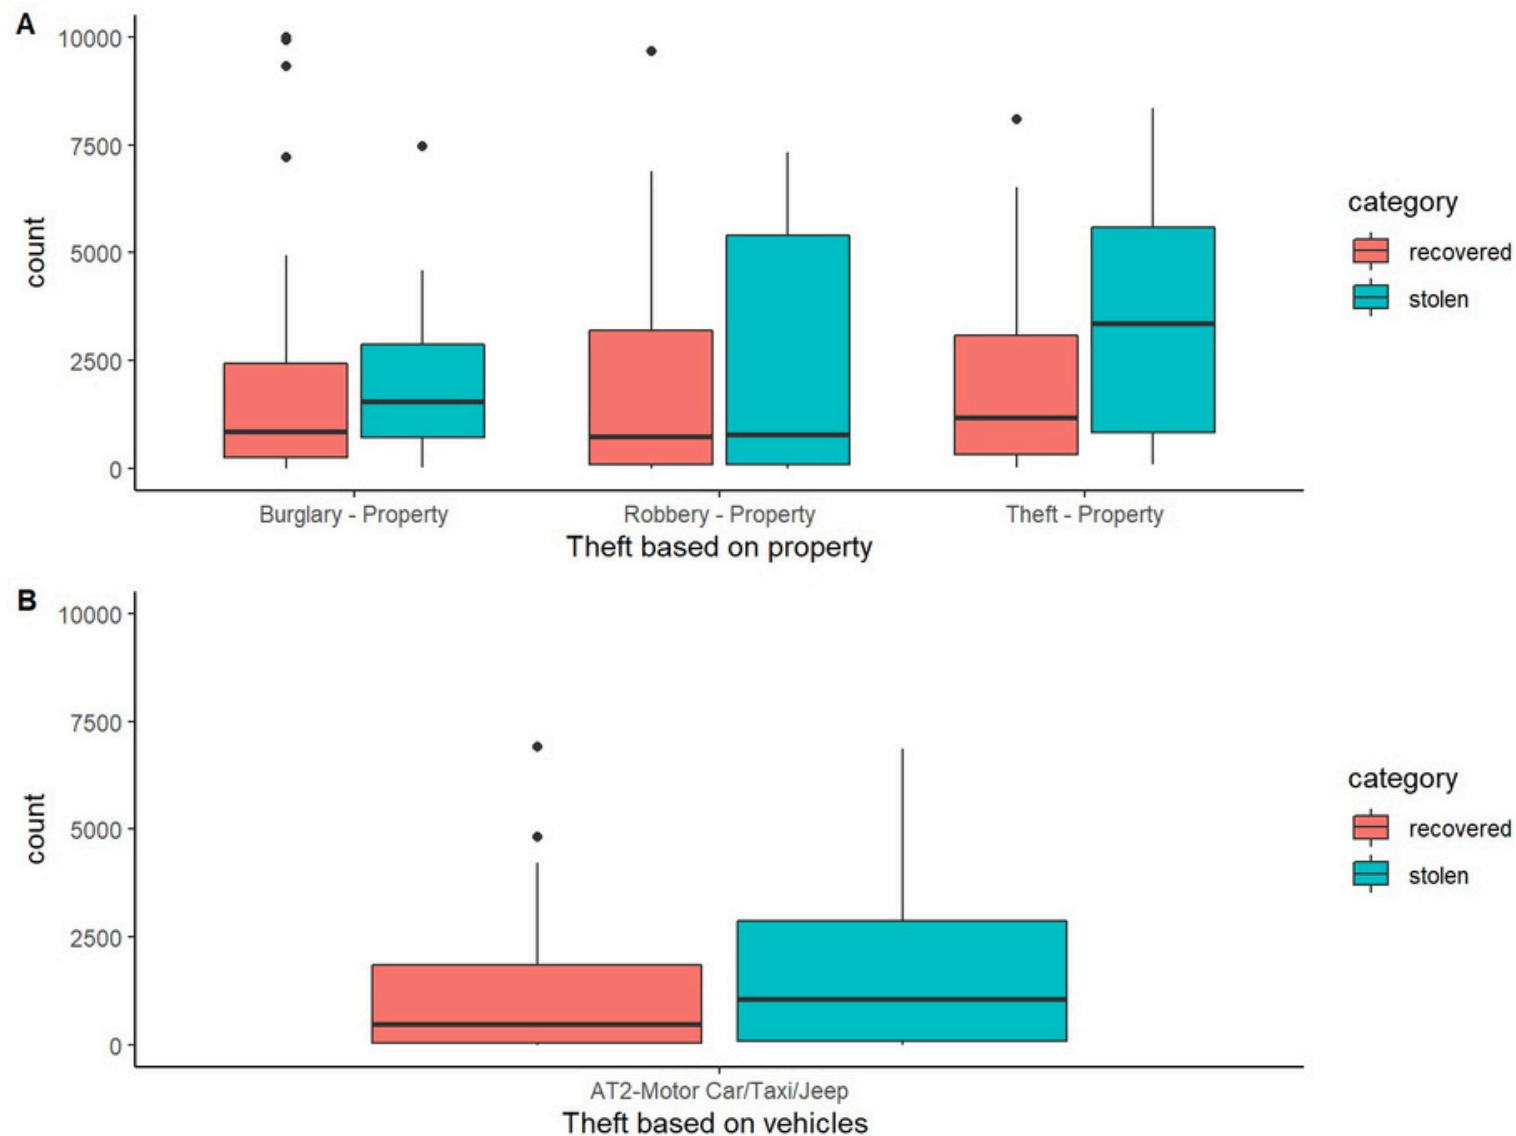 A
10000
7500
5000
2500
0
count
Burglary - Property
Robbery - Property
Theft - Property
Theft based on property
category
recovered
stolen
B
10000
7500
5000
2500
0
count
AT2-Motor Car/Taxi/Jeep
Theft based on vehicles
category
recovered
stolen